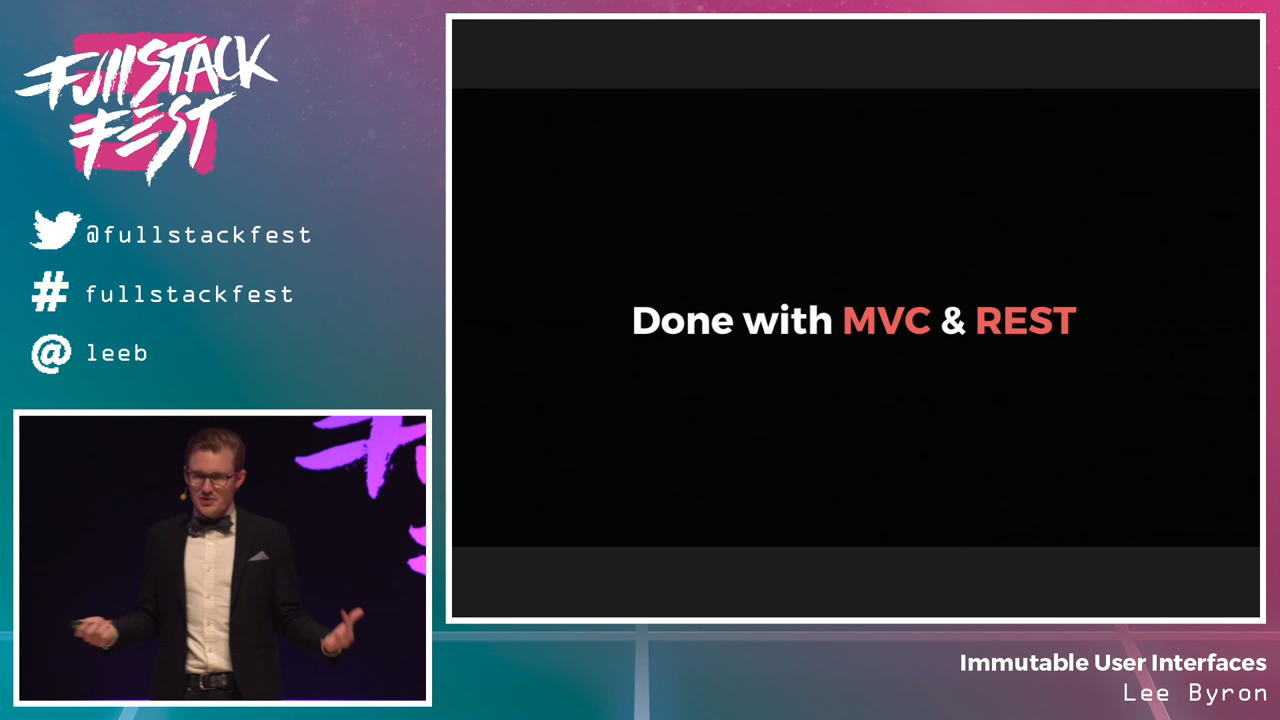 FullStack
Fest
@fullstackfest
# fullstackfest
@ leeb
Done with MVC & REST
Immutable User Interfaces
Lee Byron